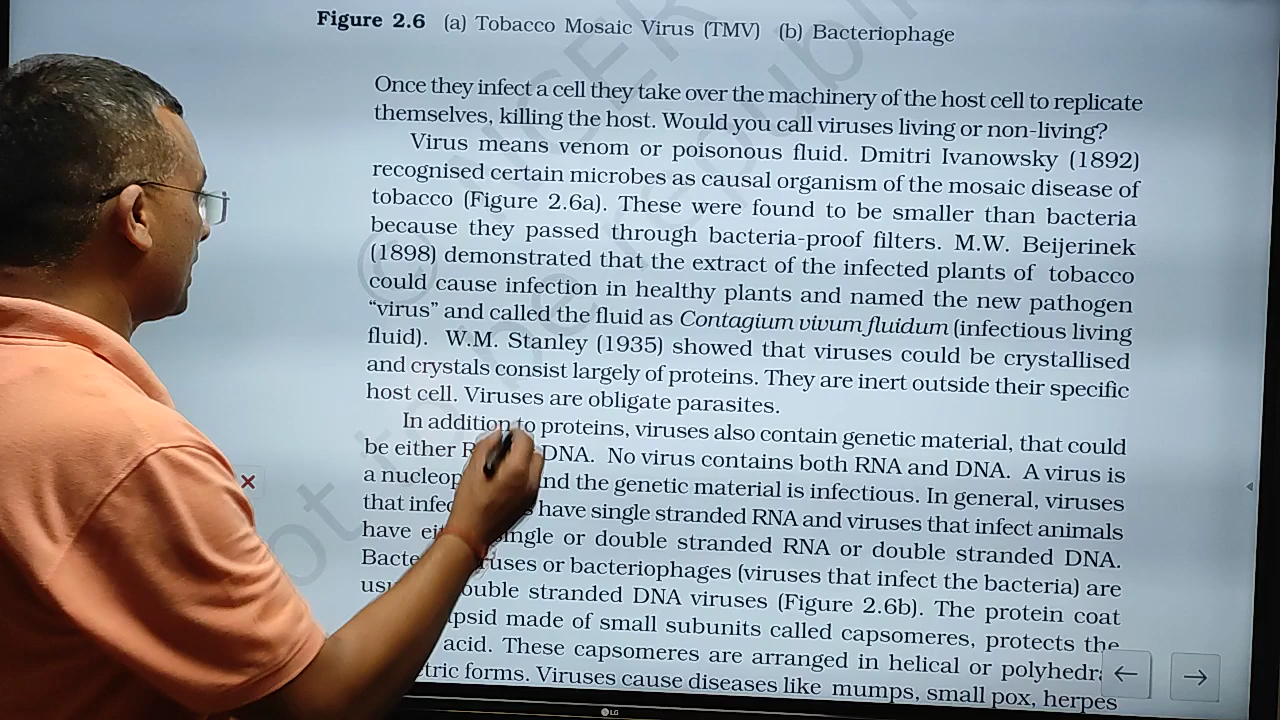 Figure 2.6 (a) Tobacco Mosaic Virus (TMV) (b) Bacteriophage
Once they infect a cell they take over the machinery of the host cell to replicate
themselves, killing the host. Would you call viruses living or non-living?
Virus means venom or poisonous fluid. Dmitri Ivanowsky (1892)
recognised certain microbes as causal organism of the mosaic disease of
tobacco (Figure 2.6a). These were found to be smaller than bacteria
because they passed through bacteria-proof filters. M.W. Beijerinek
(1898) demonstrated that the extract of the infected plants of tobacco
could cause infection in healthy plants and named the new pathogen
“virus” and called the fluid as Contagium vivum fluidum (infectious living
fluid). W.M. Stanley (1935) showed that viruses could be crystallised
and crystals consist largely of proteins. They are inert outside their specific
host cell. Viruses are obligate parasites.
In addition to proteins, viruses also contain genetic material, that could
be either DNA. No virus contains both RNA and DNA. A virus is
a and the genetic material is infectious. In general, viruses
that have single stranded RNA and viruses that infect animals
have single or double stranded RNA or double stranded DNA.
viruses or bacteriophages (viruses that infect the bacteria) are
double stranded DNA viruses (Figure 2.6b). The protein coat
capsid made of small subunits called capsomeres, protects the
acid. These capsomeres are arranged in helical or
forms. Viruses cause diseases like mumps, small pox, herpes
LG
© NCERT
not to be republished